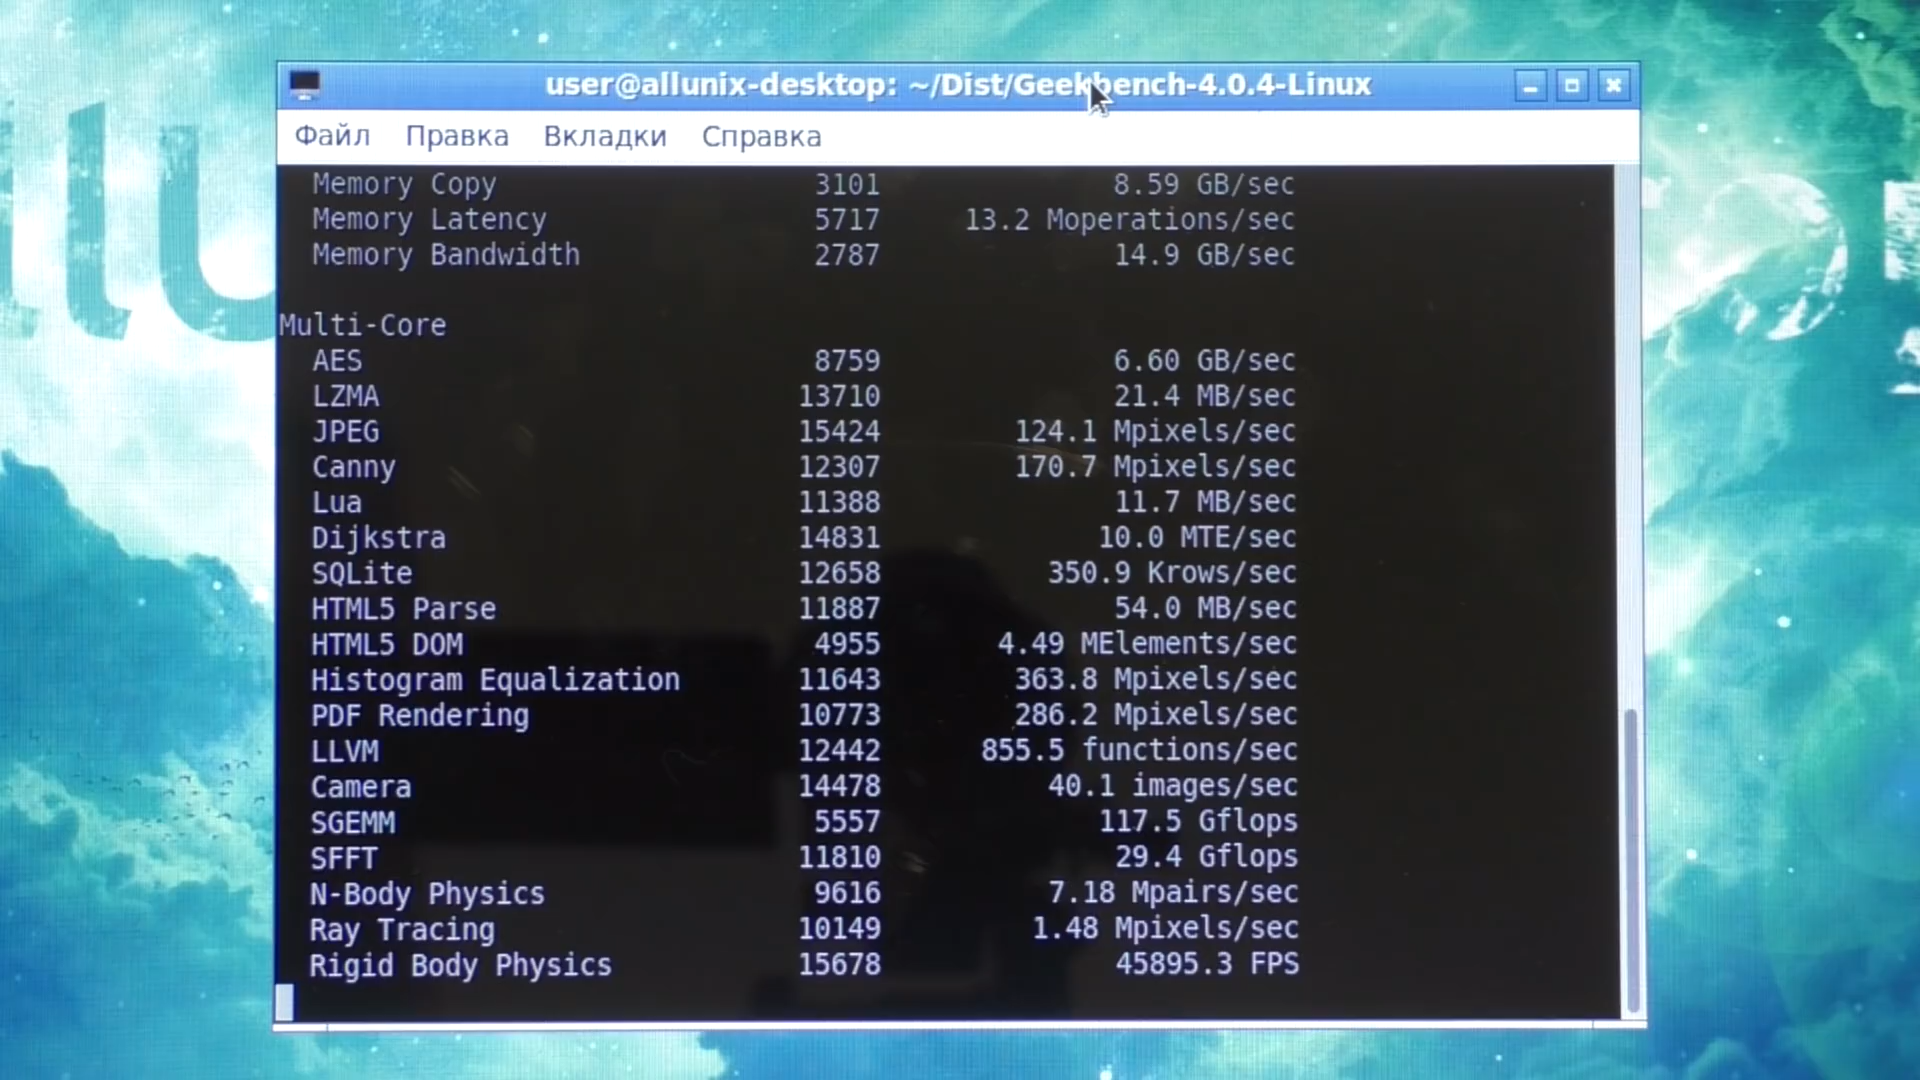 user@allunix-desktop: ~/Dist/Geekbench-4.0.4-Linux
Файл Правка Вкладки Справка
Memory Copy 3101 8.59 GB/sec
Memory Latency 5717 13.2 Moperations/sec
Memory Bandwidth 2787 14.9 GB/sec
Multi-Core
AES 8759 6.60 GB/sec
LZMA 13710 21.4 MB/sec
JPEG 15424 124.1 Mpixels/sec
Canny 12307 170.7 Mpixels/sec
Lua 11388 11.7 MB/sec
Dijkstra 14831 10.0 MTE/sec
SQLite 12658 350.9 Krows/sec
HTML5 Parse 11887 54.0 MB/sec
HTML5 DOM 4955 4.49 MElements/sec
Histogram Equalization 11643 363.8 Mpixels/sec
PDF Rendering 10773 286.2 Mpixels/sec
LLVM 12442 855.5 functions/sec
Camera 14478 40.1 images/sec
SGEMM 5557 117.5 Gflops
SFFT 11810 29.4 Gflops
N-Body Physics 9616 7.18 Mpairs/sec
Ray Tracing 10149 1.48 Mpixels/sec
Rigid Body Physics 15678 45895.3 FPS